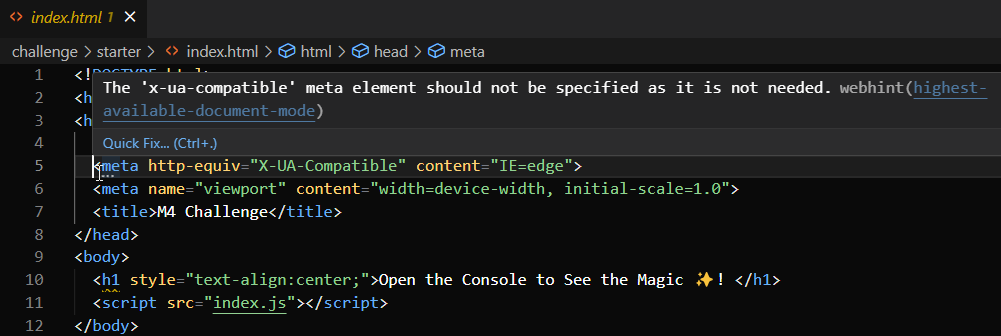 index.html 1
challenge > starter > index.html > html > head > meta
1 <!DOCTYPE html>
The 'x-ua-compatible' meta element should not be specified as it is not needed. webhint(highest-
available-document-mode)
Quick Fix... (Ctrl+.)
2 <h
3 <h
4
5 <meta http-equiv="X-UA-Compatible" content="IE=edge">
6 <meta name="viewport" content="width=device-width, initial-scale=1.0">
7 <title>M4 Challenge</title>
8 </head>
9 <body>
10 <h1 style="text-align:center;">Open the Console to See the Magic ✨! </h1>
11 <script src="index.js"></script>
12 </body>